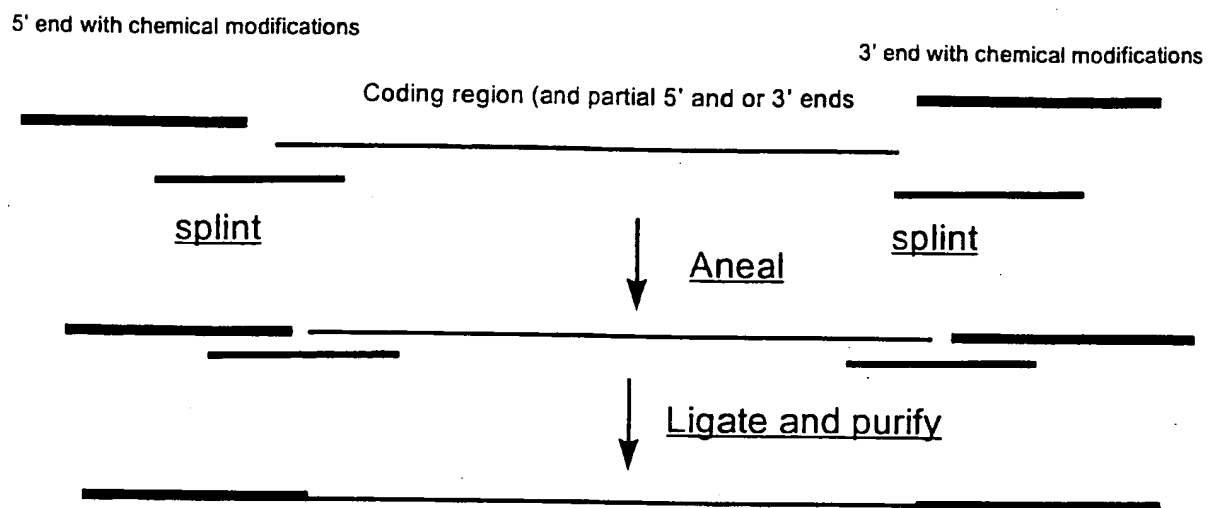 5' end with chemical modifications
3' end with chemical modifications
Coding region (and partial 5' and or 3' ends
splint
splint
Aneal
Ligate and purify